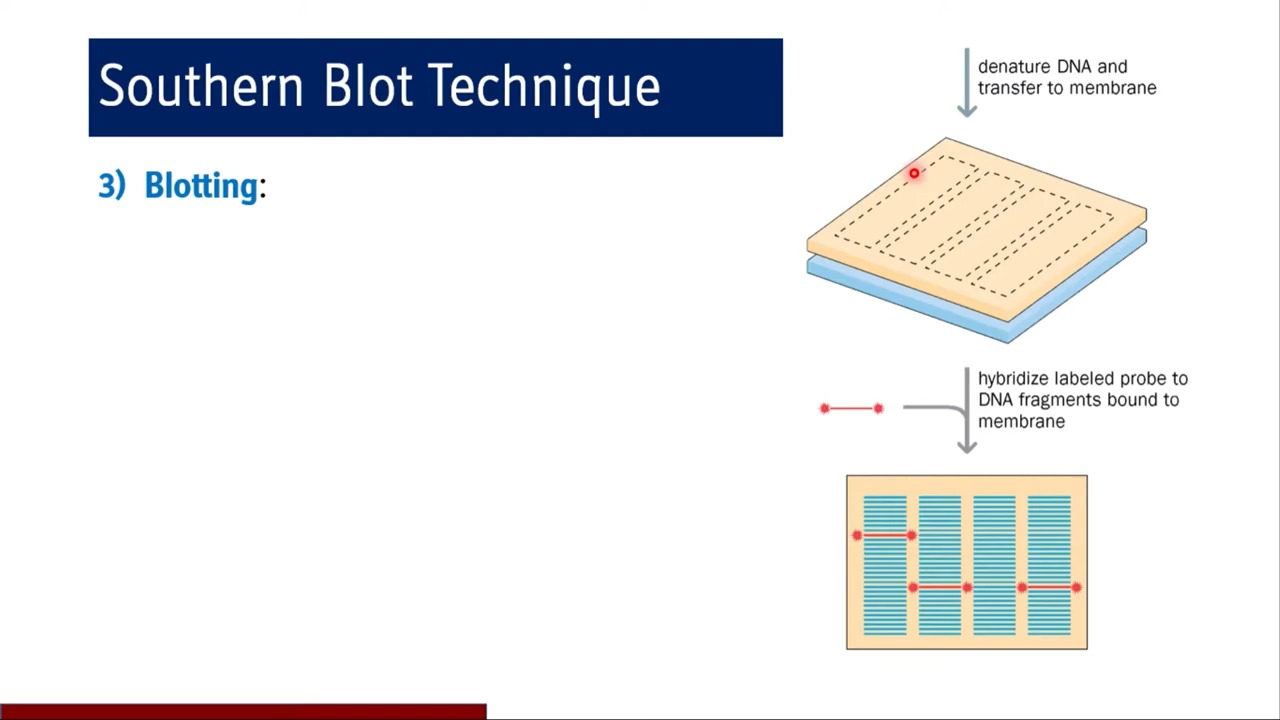 Southern Blot Technique
3) Blotting:
denature DNA and
transfer to membrane
hybridize labeled probe to
DNA fragments bound to
membrane